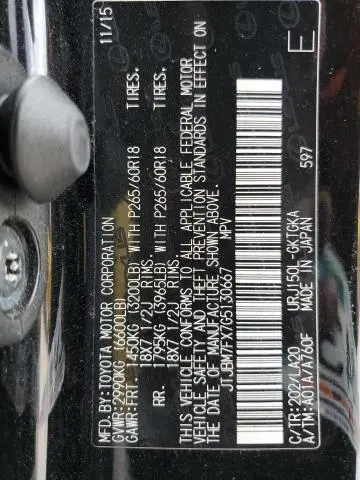 MFD.BY:TOYOTA MOTOR CORPORATION 11/15
GVWR:2990KG (6600LB)
GAWR:FRT. 1450KG (3200LB) WITH P265/60R18 TIRES.
18X7 1/2J RIMS.
RR. 1795KG (3965LB) WITH P265/60R18 TIRES.
18X7 1/2J RIMS.
THIS VEHICLE CONFORMS TO ALL APPLICABLE FEDERAL MOTOR
VEHICLE SAFETY AND THEFT PREVENTION STANDARDS IN EFFECT ON
THE DATE OF MANUFACTURE SHOWN ABOVE.
JTJBM7FX7G5130667 MPV E
597
C/TR:202/LA20 URJ150L-GKTGKA
A/TM:A01A/A760F MADE IN JAPAN